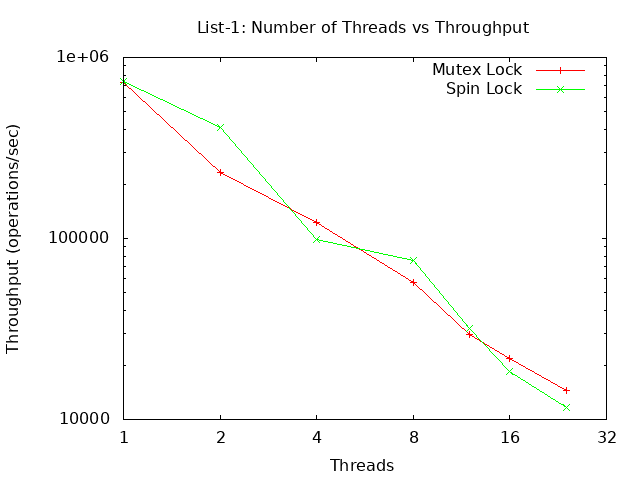 List-1: Number of Threads vs Throughput
1e+06
Mutex Lock
Spin Lock
Throughput (operations/sec)
100000
10000
1 2 4 8 16 32
Threads